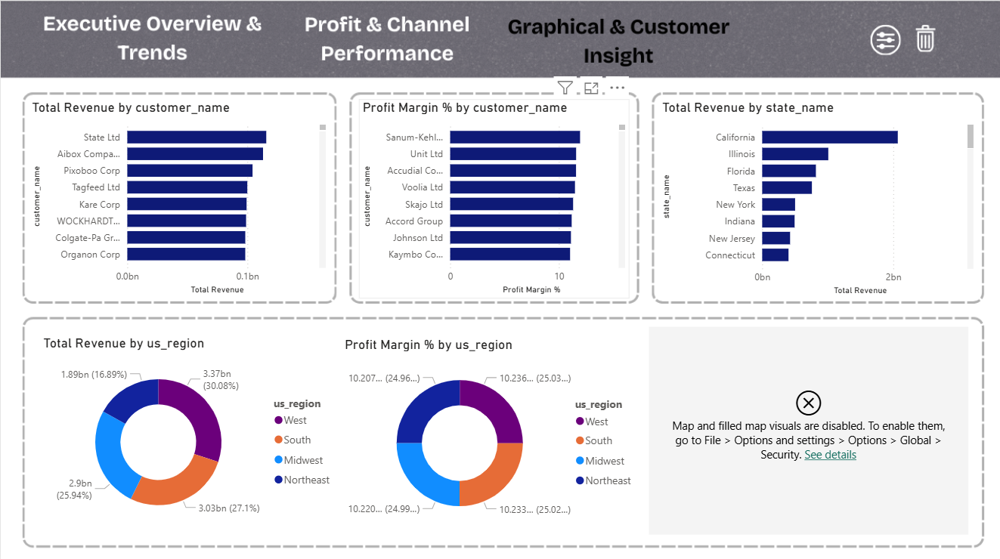 Executive Overview &
Trends
Profit & Channel
Performance
Graphical & Customer
Insight
Total Revenue by customer_name
customer_name
State Ltd
Aibox Compa...
Pixoboo Corp
Tagfeed Ltd
Kare Corp
WOCKHARDT...
Colgate-Pa Gr...
Organon Corp
0.0bn
0.1bn
Total Revenue
Profit Margin % by customer_name
customer_name
Sanum-Kehl...
Unit Ltd
Accudial Co...
Voolia Ltd
Skajo Ltd
Accord Group
Johnson Ltd
Kaymbo Co...
0
10
Profit Margin %
Total Revenue by state_name
state_name
California
Illinois
Florida
Texas
New York
Indiana
New Jersey
Connecticut
0bn
2bn
Total Revenue
Total Revenue by us_region
1.89bn (16.89%)
3.37bn
(30.08%)
2.9bn
(25.94%)
3.03bn (27.1%)
us_region
West
South
Midwest
Northeast
Profit Margin % by us_region
10.207... (24.96...)
10.236... (25.03...)
10.220... (24.99...)
10.233... (25.02...)
us_region
West
South
Midwest
Northeast
Map and filled map visuals are disabled. To enable them,
go to File > Options and settings > Options > Global >
Security. See details